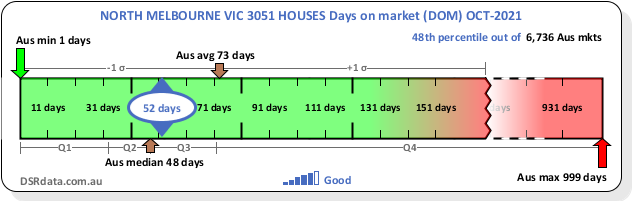 NORTH MELBOURNE VIC 3051 HOUSES Days on market (DOM) OCT-2021
Aus min 1 days
48th percentile out of 6,736 Aus mkts
Aus avg 73 days
-1 σ
+1 σ
11 days 31 days 52 days 71 days 91 days 111 days 131 days 151 days days 931 days
Q1 Q2 Q3 Q4
Aus median 48 days
Aus max 999 days
DSRdata.com.au
Good